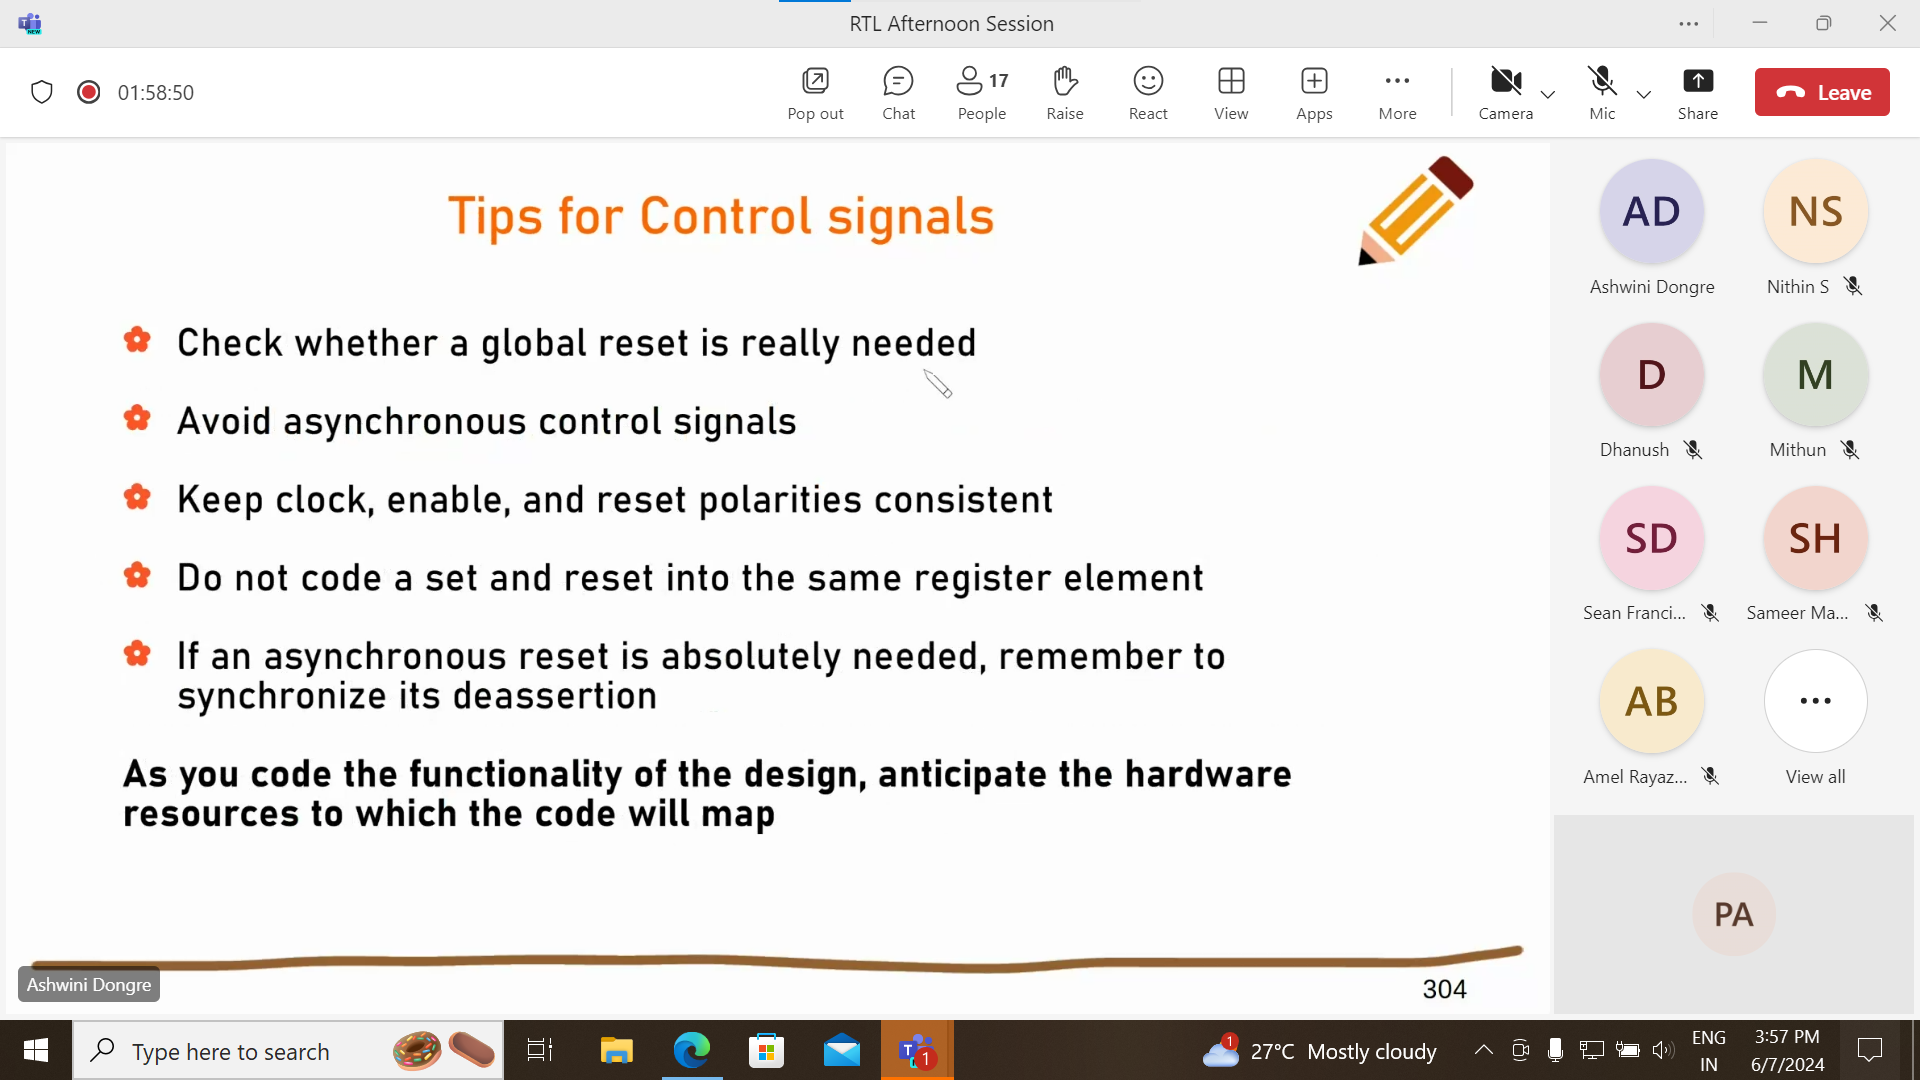 RTL Afternoon Session
01:58:50
Pop out
Chat
17
People
Raise
React
View
Apps
More
Camera
Mic
Share
Leave
Tips for Control signals
Check whether a global reset is really needed
Avoid asynchronous control signals
Keep clock, enable, and reset polarities consistent
Do not code a set and reset into the same register element
If an asynchronous reset is absolutely needed, remember to
synchronize its deassertion
As you code the functionality of the design, anticipate the hardware
resources to which the code will map
304
Ashwini Dongre
AD
Ashwini Dongre
NS
Nithin S
D
Dhanush
M
Mithun
SD
Sean Franci...
SH
Sameer Ma...
AB
Amel Rayaz...
View all
PA
Type here to search
1
1
27°C Mostly cloudy
ENG
IN
3:57 PM
6/7/2024